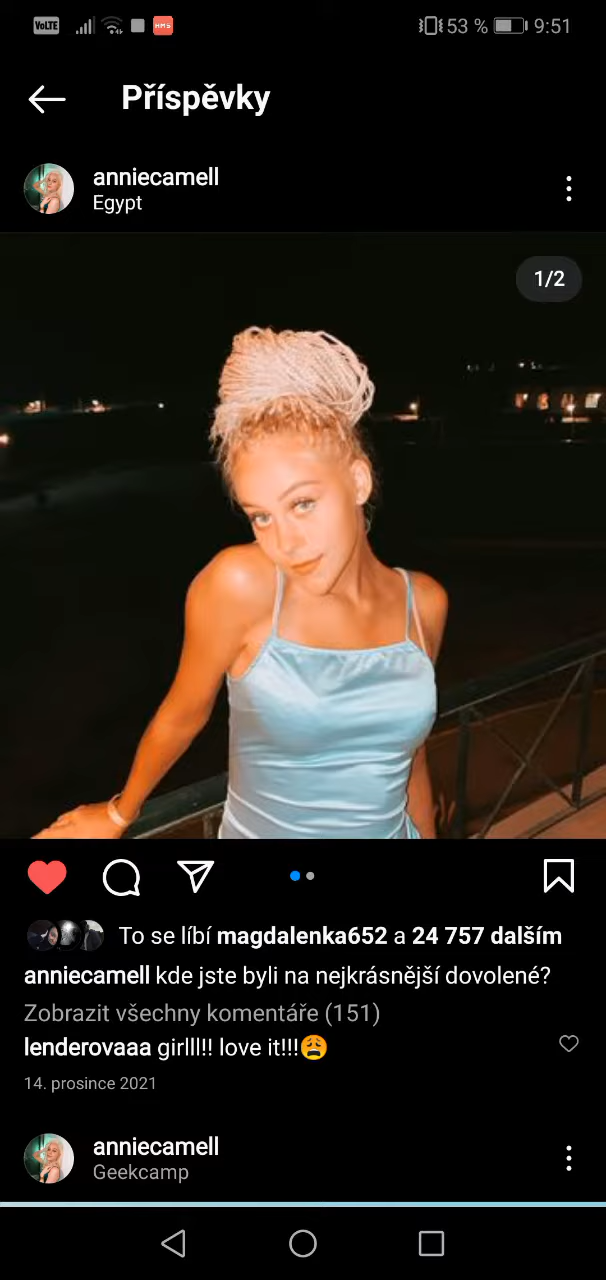 VoLTE HMS 53 % 9:51
Příspěvky
anniecamell
Egypt
1/2
To se líbí magdalenka652 a 24 757 dalším
anniecamell kde jste byli na nejkrásnější dovolené?
Zobrazit všechny komentáře (151)
lenderovaaa girlll!! love it!!!😩
14. prosince 2021
anniecamell
Geekcamp